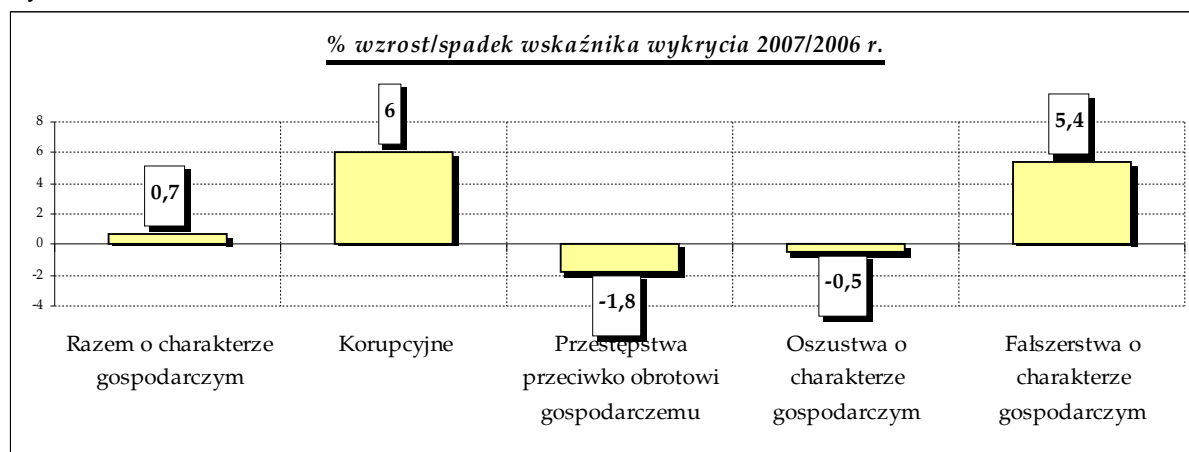 % wzrost/spadek wskaźnika wykrycia 2007/2006 r.
8
6
4
2
0
-2
-4
0,7
6
-1,8
-0,5
5,4
Razem o charakterze
gospodarczym
Korupcyjne
Przestępstwa
przeciwko obrotowi
gospodarczemu
Oszustwa o
charakterze
gospodarczym
Fałszerstwa o
charakterze
gospodarczym